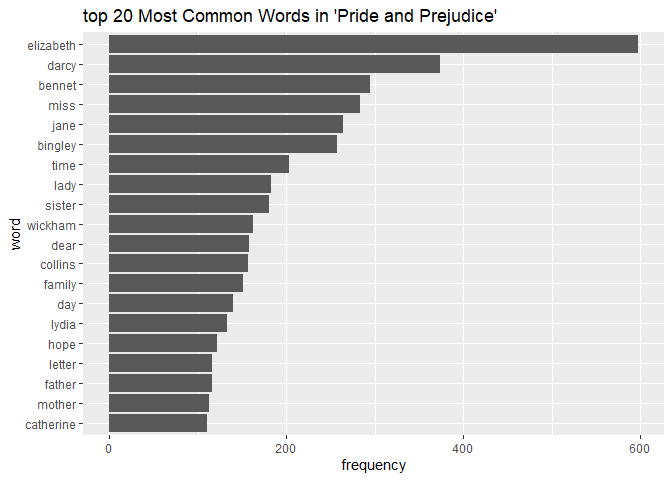 top 20 Most Common Words in 'Pride and Prejudice'
elizabeth
darcy
bennet
miss
jane
bingley
time
lady
sister
wickham
dear
collins
family
day
lydia
hope
letter
father
mother
catherine
word
0 200 400 600
frequency